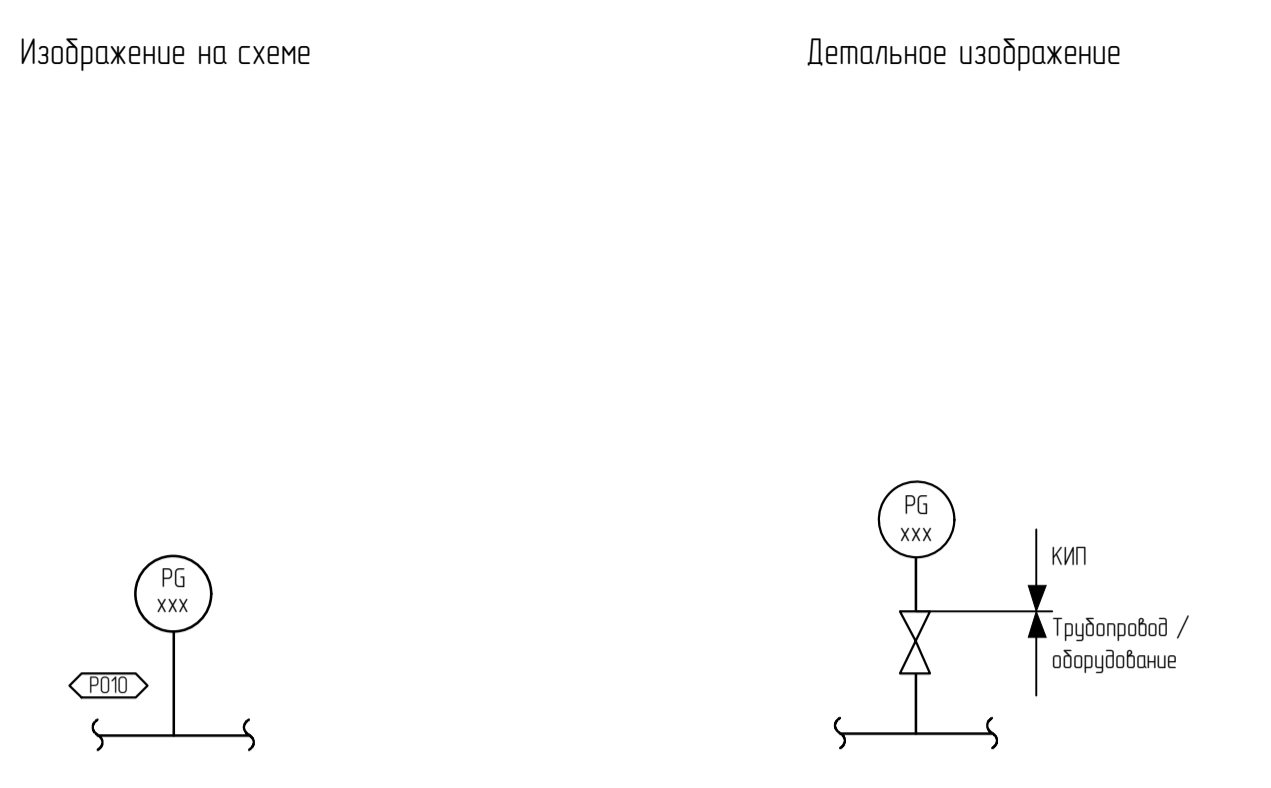 Изображение на схеме
Детальное изображение
PG
xxx
P010
PG
xxx
КИП
Трубопровод /
оборудование